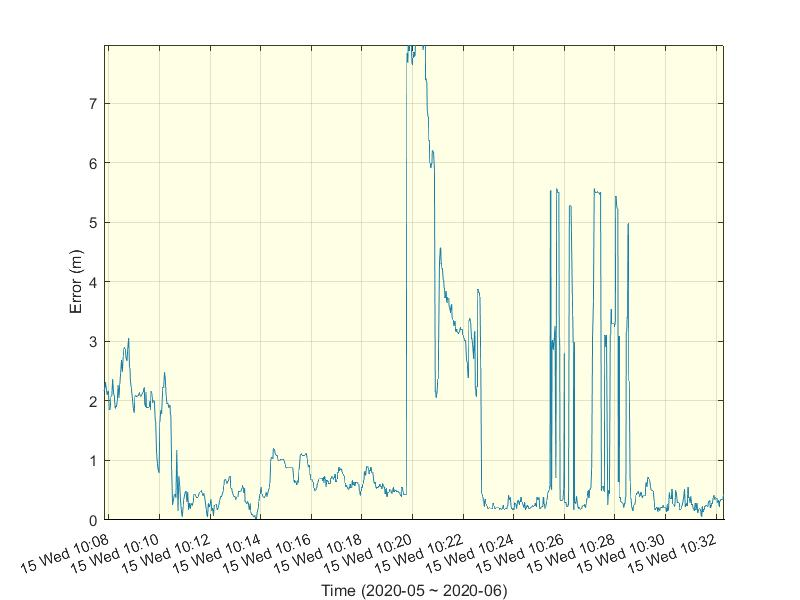 7
6
5
4
3
2
1
0
Error (m)
15 Wed 10:08
15 Wed 10:10
15 Wed 10:12
15 Wed 10:14
15 Wed 10:16
15 Wed 10:18
15 Wed 10:20
15 Wed 10:22
15 Wed 10:24
15 Wed 10:26
15 Wed 10:28
15 Wed 10:30
15 Wed 10:32
Time (2020-05 ~ 2020-06)